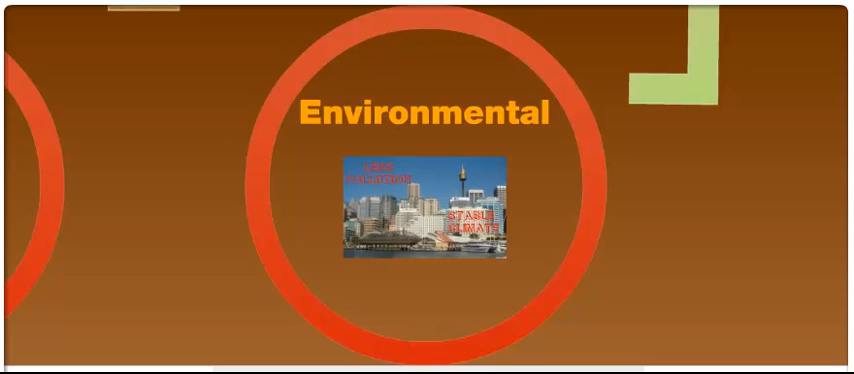 Environmental
LESS
POLLUTION
STABLE
CLIMATE